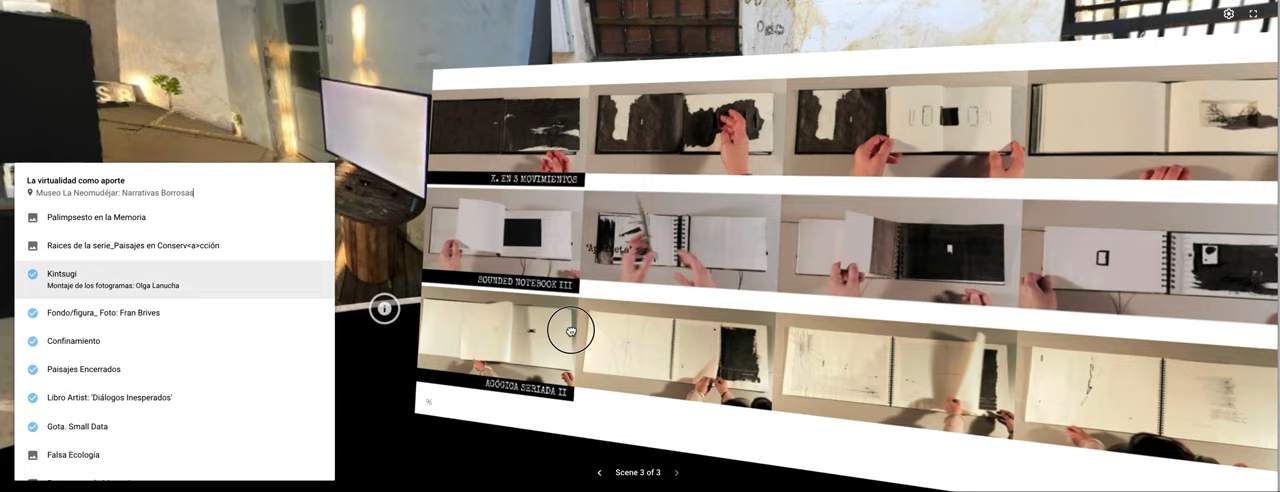 La virtualidad como aporte
Museo La Neomudéjar: Narrativas Borrosas
Palimpsesto en la Memoria
Raices de la serie_Paisajes en Conserv<a>cción
Kintsugi
Montaje de los fotogramas: Olga Lanucha
Fondo/figura_ Foto: Fran Brives
Confinamiento
Paisajes Encerrados
Libro Artist: 'Diálogos Inesperados'
Gota. Small Data
Falsa Ecología
K. EN 3 MOVIMIENTOS
SOUNDED NOTEBOOK III
AGÓGICA SERIADA II
96
Scene 3 of 3